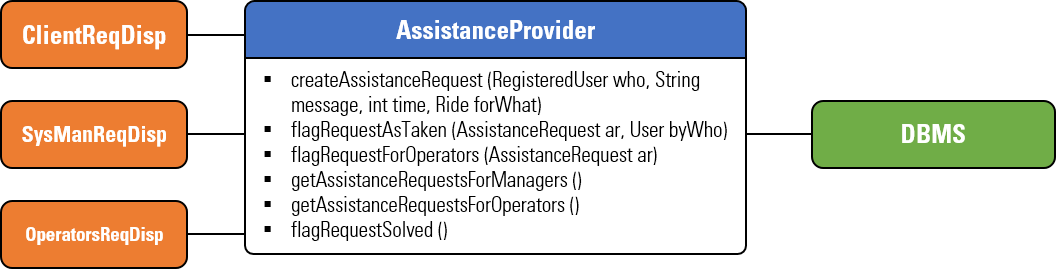 ClientReqDisp
SysManReqDisp
OperatorsReqDisp
AssistanceProvider
▪ createAssistanceRequest (RegisteredUser who, String
message, int time, Ride forWhat)
▪ flagRequestAsTaken (AssistanceRequest ar, User byWho)
▪ flagRequestForOperators (AssistanceRequest ar)
▪ getAssistanceRequestsForManagers ()
▪ getAssistanceRequestsForOperators ()
▪ flagRequestSolved ()
DBMS